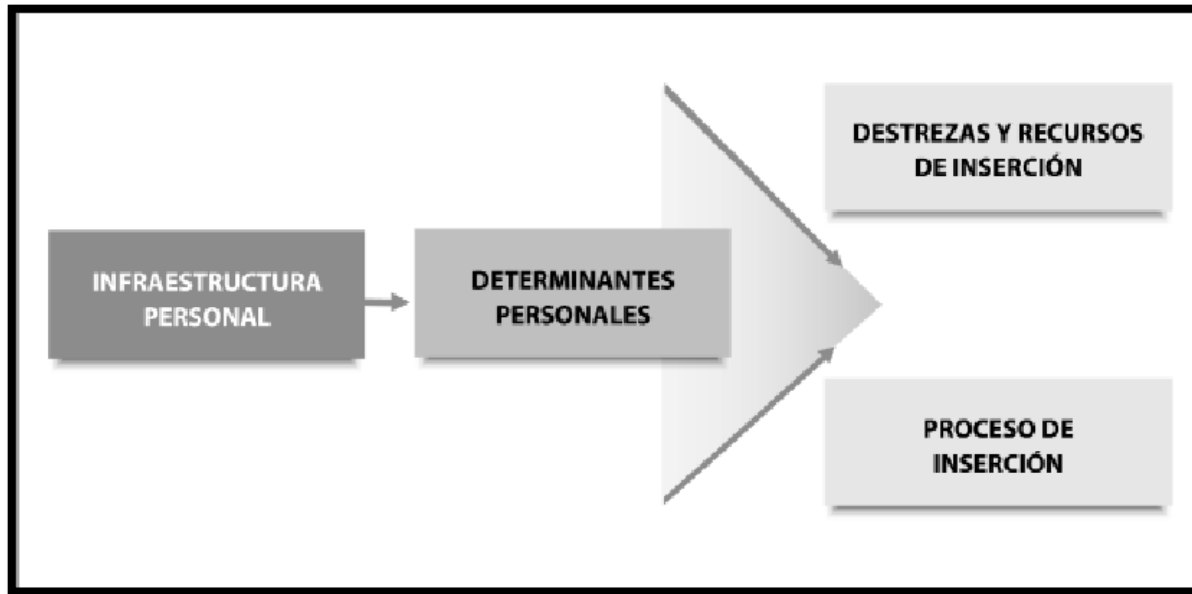 INFRAESTRUCTURA
PERSONAL
DETERMINANTES
PERSONALES
DESTREZAS Y RECURSOS
DE INSERCIÓN
PROCESO DE
INSERCIÓN